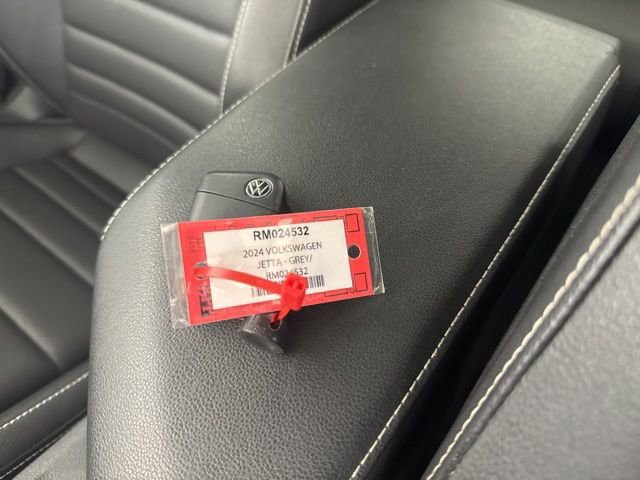 RM024532
2024 VOLKSWAGEN
JETTA - GREY/
RM024532